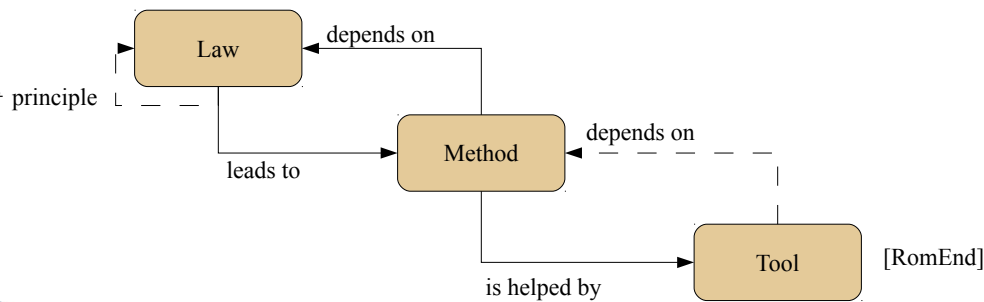 Law
depends on
principle
Method
depends on
leads to
Tool
[RomEnd]
is helped by